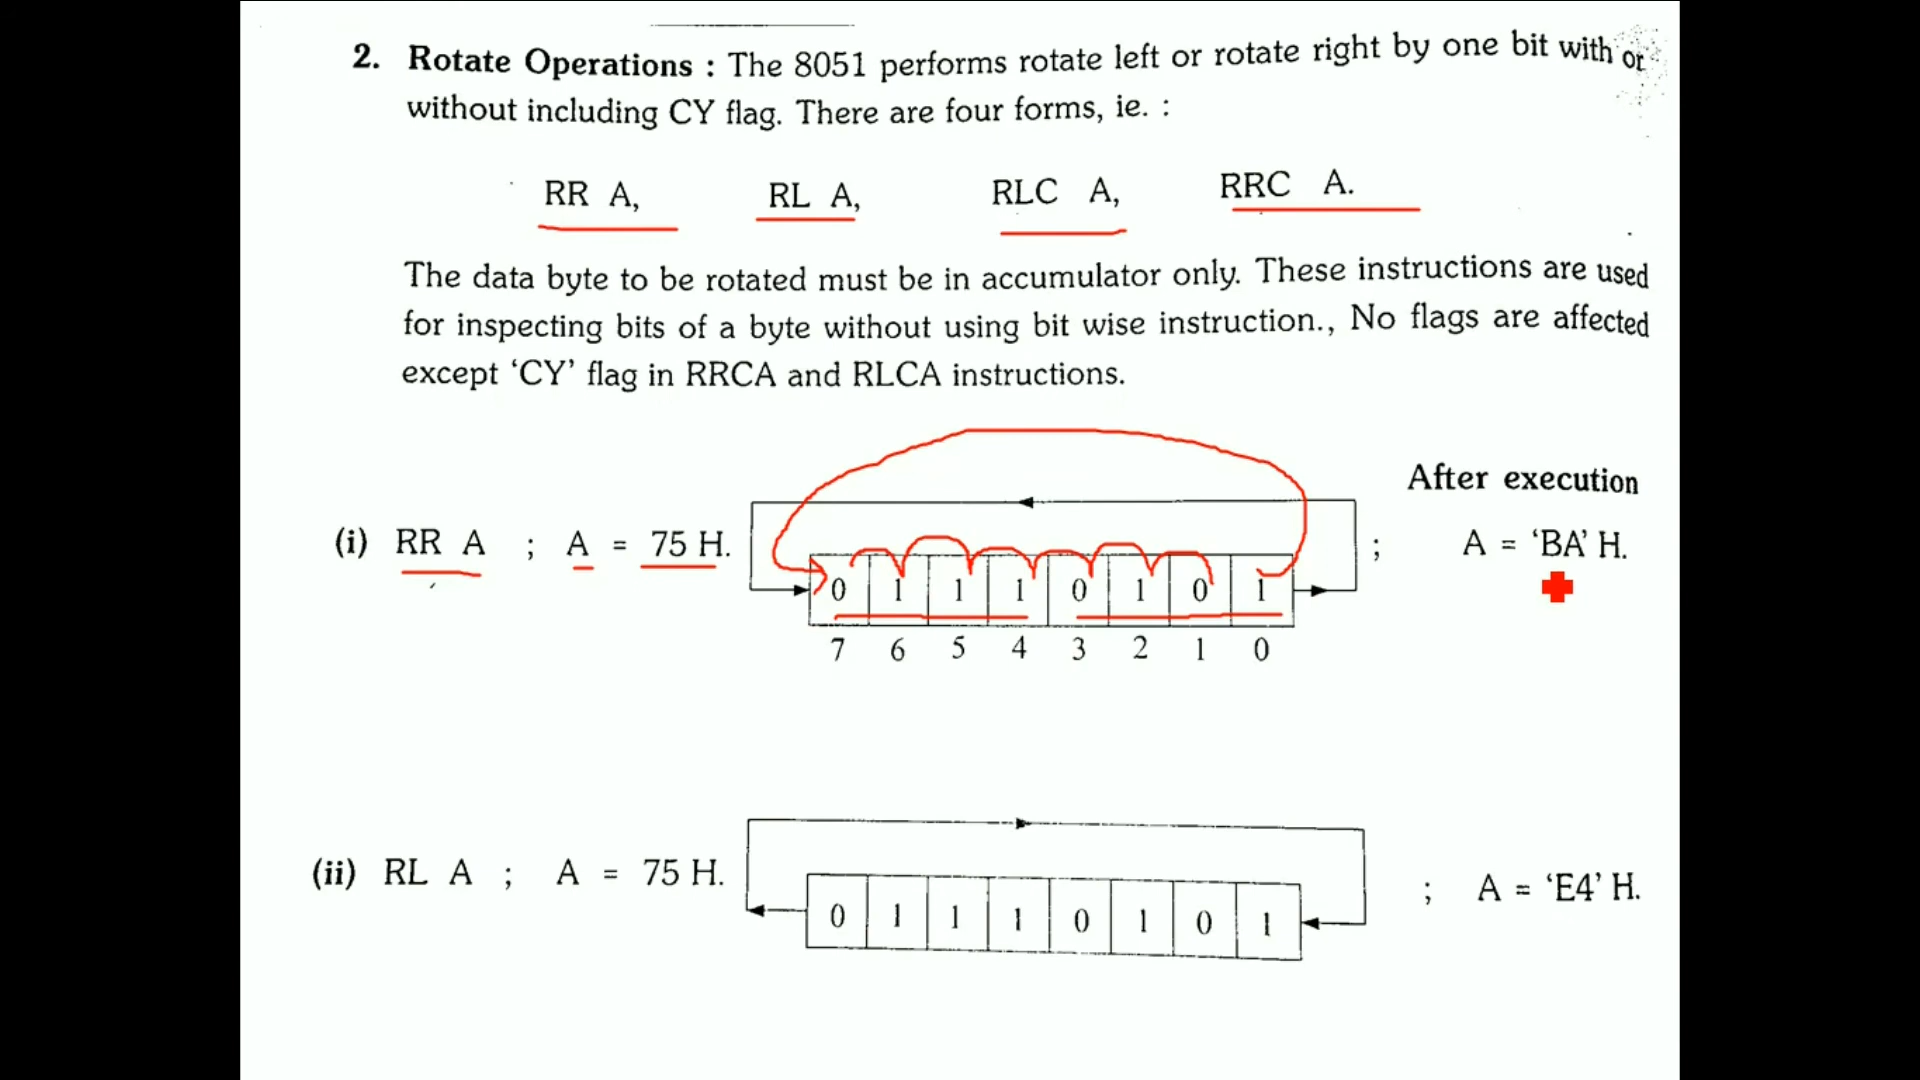 2. Rotate Operations : The 8051 performs rotate left or rotate right by one bit with or
without including CY flag. There are four forms, ie. :
RR A, RL A, RLC A, RRC A.
The data byte to be rotated must be in accumulator only. These instructions are used
for inspecting bits of a byte without using bit wise instruction., No flags are affected
except ‘CY’ flag in RRCA and RLCA instructions.
After execution
(i) RR A ; A = 75 H. ; A = ‘BA’ H.
0 1 1 1 0 1 0 1
7 6 5 4 3 2 1 0
(ii) RL A ; A = 75 H. ; A = ‘E4’ H.
0 1 1 1 0 1 0 1